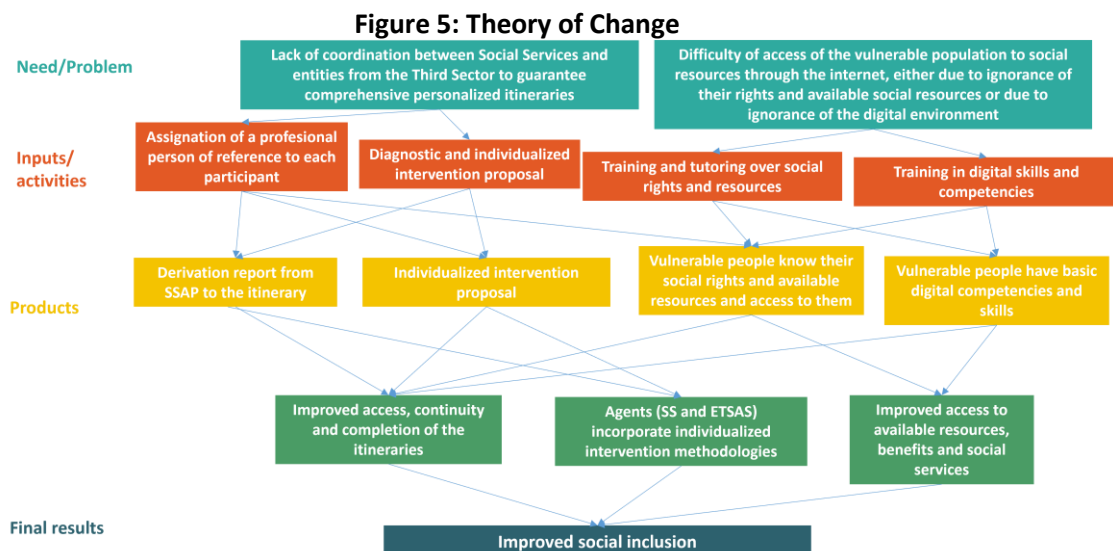 Figure 5: Theory of Change
Need/Problem
Lack of coordination between Social Services and
entities from the Third Sector to guarantee
comprehensive personalized itineraries
Difficulty of access of the vulnerable population to social
resources through the internet, either due to ignorance of
their rights and available social resources or due to
ignorance of the digital environment
Inputs/
activities
Assignation of a profesional
person of reference to each
participant
Diagnostic and individualized
intervention proposal
Training and tutoring over social
rights and resources
Training in digital skills and
competencies
Products
Derivation report from
SSAP to the itinerary
Individualized intervention
proposal
Vulnerable people know their
social rights and available
resources and access to them
Vulnerable people have basic
digital competencies and
skills
Improved access, continuity
and completion of the
itineraries
Agents (SS and ETSAS)
incorporate individualized
intervention methodologies
Improved access to
available resources,
benefits and social
services
Final results
Improved social inclusion